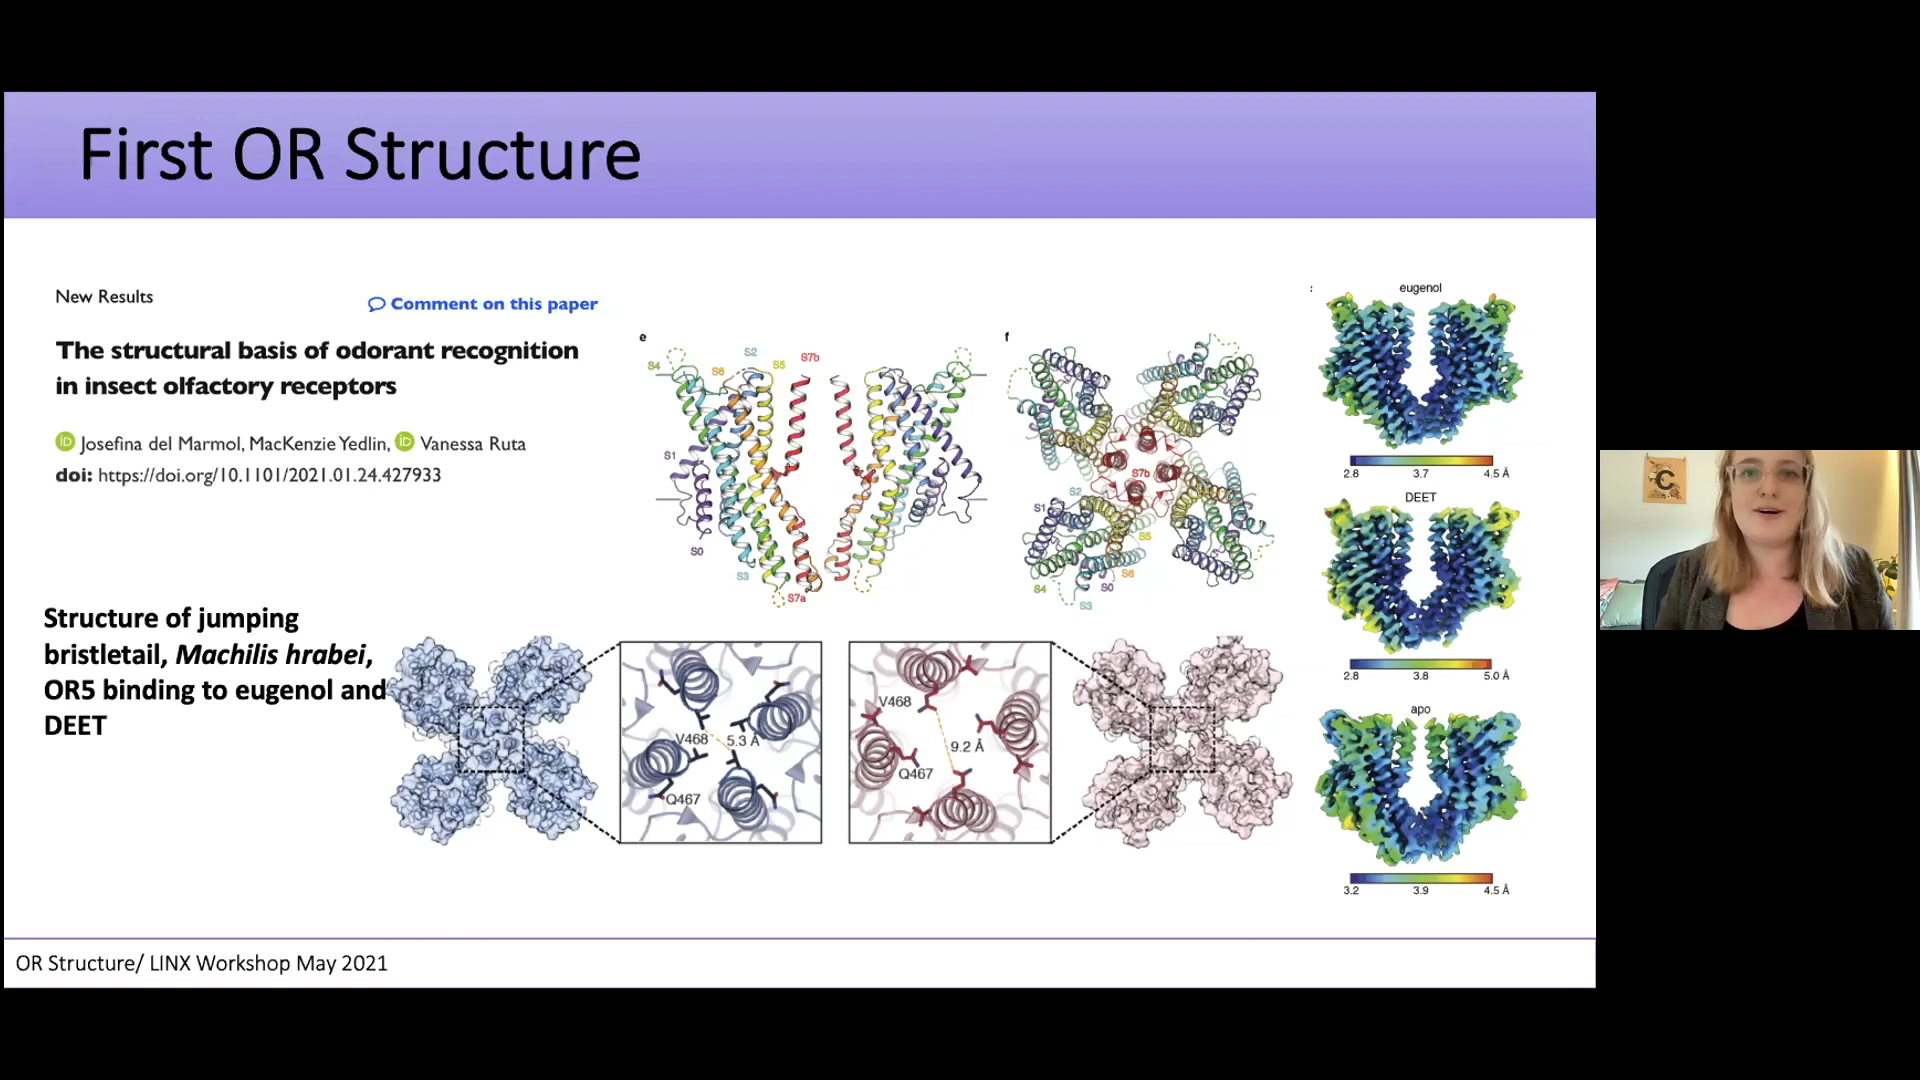 First OR Structure
New Results
Comment on this paper
The structural basis of odorant recognition
in insect olfactory receptors
iD Josefina del Marmol, MacKenzie Yedlin, iD Vanessa Ruta
doi: https://doi.org/10.1101/2021.01.24.427933
Structure of jumping
bristletail, Machilis hrabei,
OR5 binding to eugenol and
DEET
e
S4
S6
S2
S5
S7b
S1
S0
S3
S7a
f
S7b
S2
S1
S5
S6
S4
S0
S3
V468
5.3 Å
Q467
V468
9.2 Å
Q467
:
eugenol
2.8 3.7 4.5 Å
DEET
2.8 3.8 5.0 Å
apo
3.2 3.9 4.5 Å
C
OR Structure/ LINX Workshop May 2021